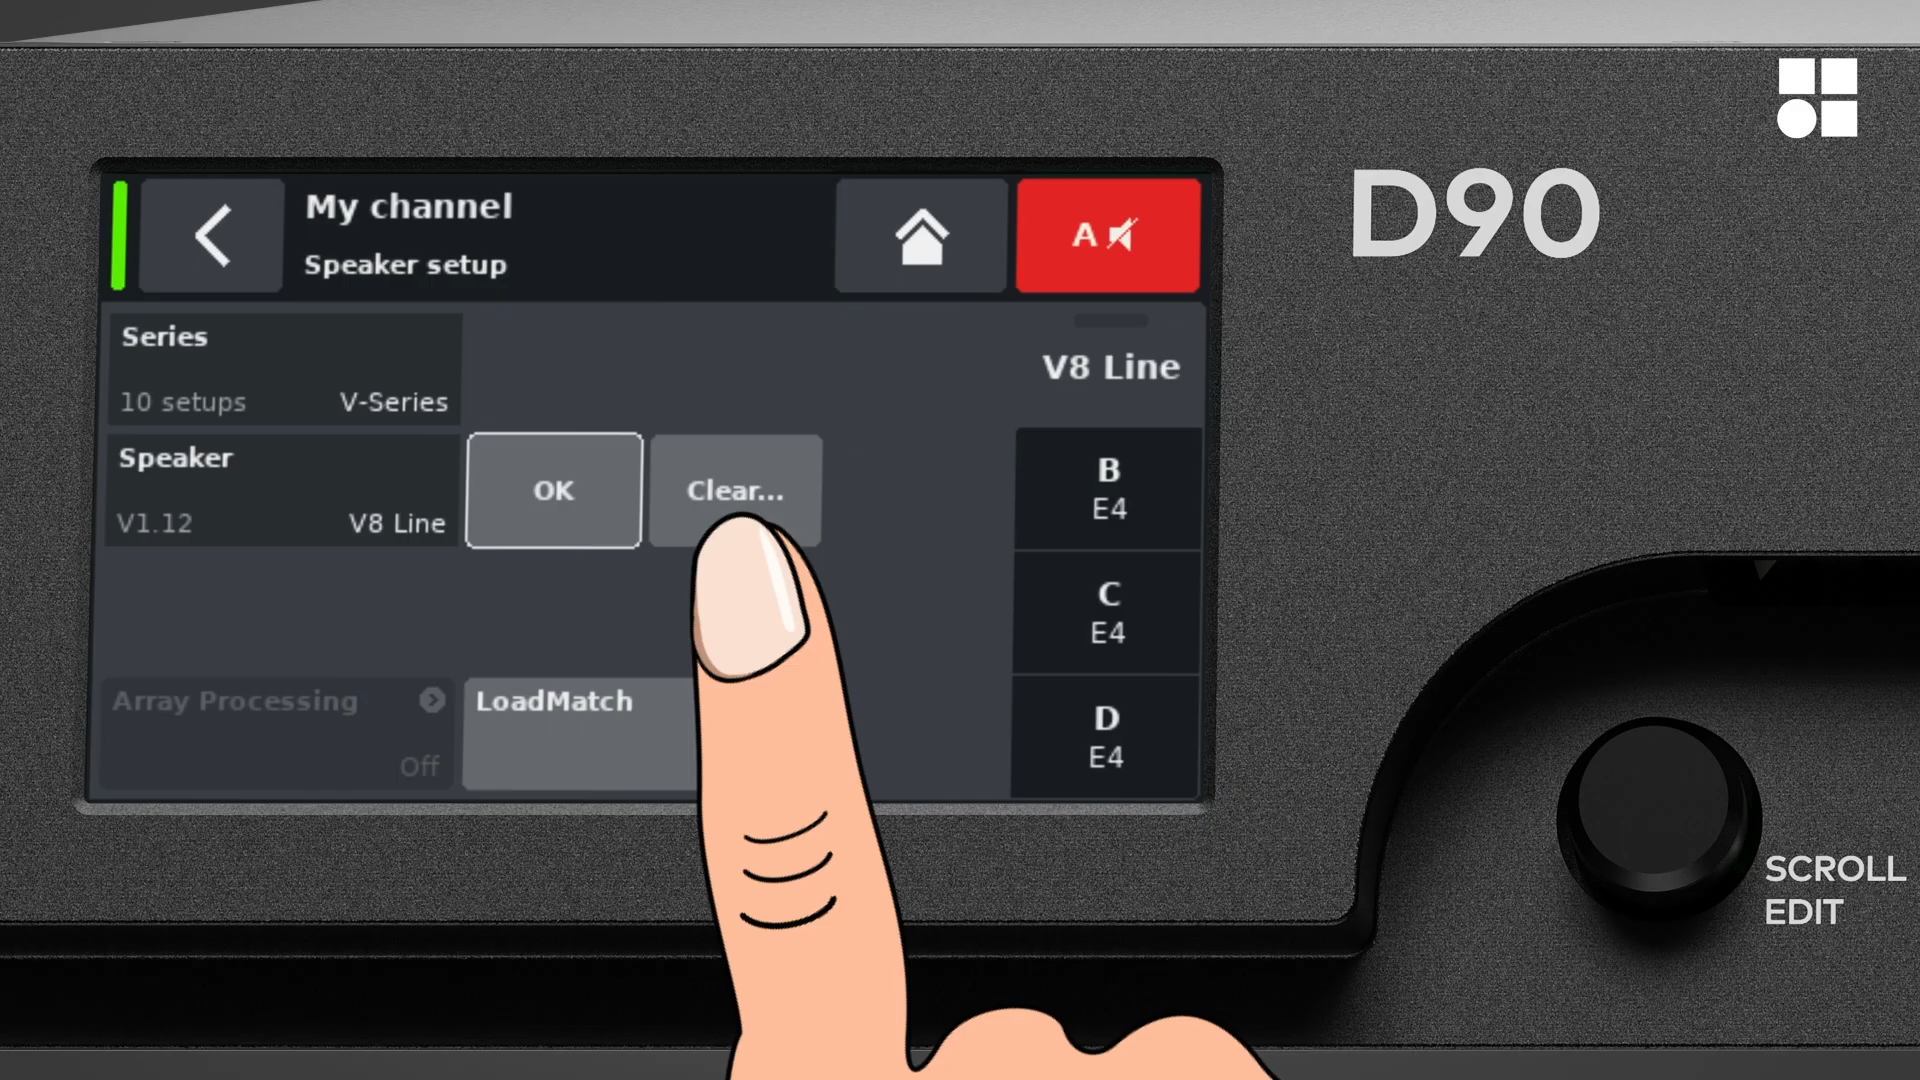 My channel
Speaker setup
A
D90
Series
10 setups V-Series
V8 Line
Speaker
V1.12 V8 Line
OK
Clear...
B
E4
C
E4
D
E4
Array Processing
Off
LoadMatch
SCROLL
EDIT